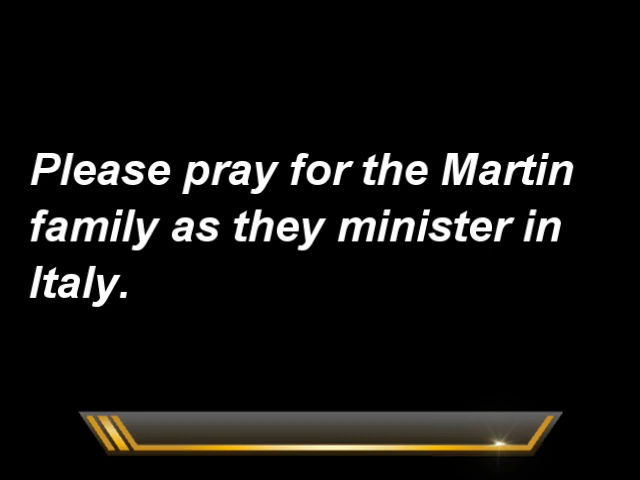 Please pray for the Martin
family as they minister in
Italy.